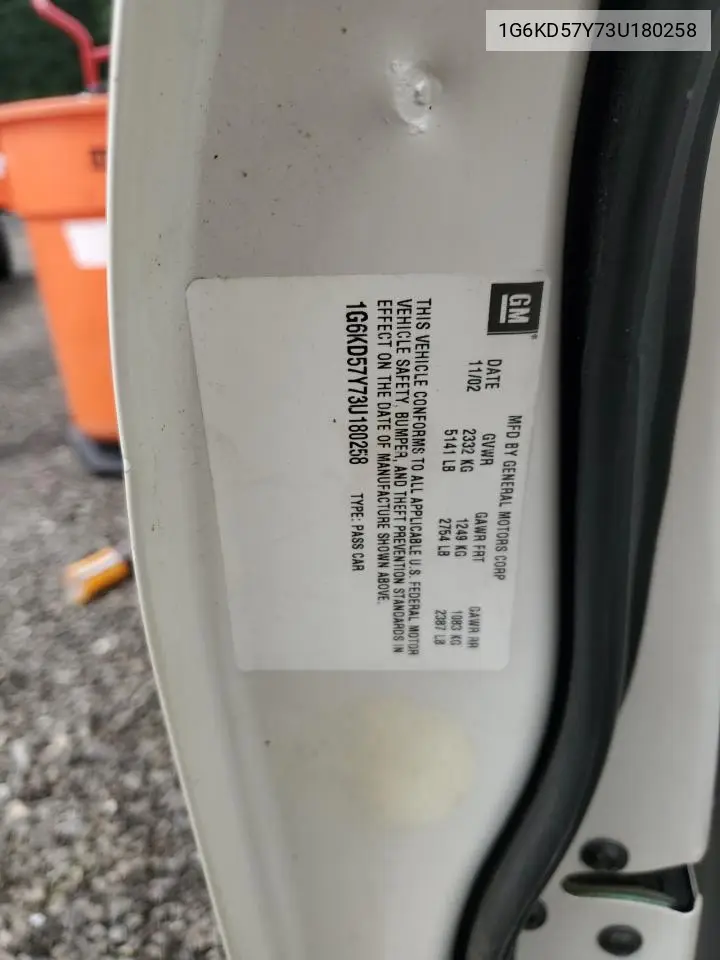 1G6KD57Y73U180258
GM
MFD BY GENERAL MOTORS CORP
DATE GVWR GAWR FRT GAWR RR
11/02 2332 KG 1249 KG 1083 KG
5141 LB 2754 LB 2387 LB
THIS VEHICLE CONFORMS TO ALL APPLICABLE U.S. FEDERAL MOTOR
VEHICLE SAFETY, BUMPER, AND THEFT PREVENTION STANDARDS IN
EFFECT ON THE DATE OF MANUFACTURE SHOWN ABOVE.
1G6KD57Y73U180258 TYPE: PASS CAR